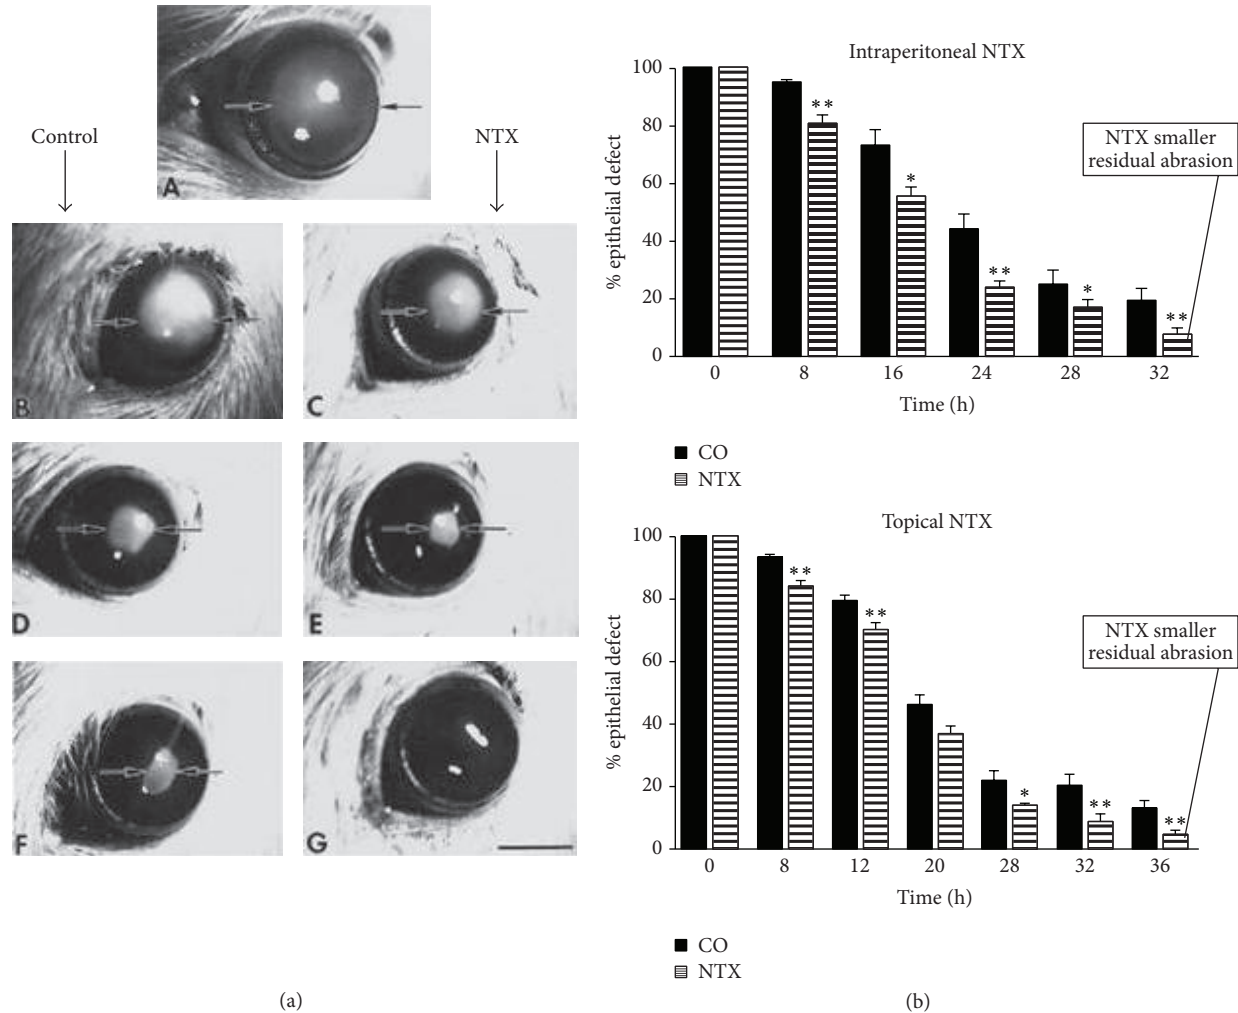 Control
NTX
A
B
C
D
E
F
G
(a)
Intraperitoneal NTX
% epithelial defect
100
80
60
40
20
0
**
*
**
*
**
NTX smaller
residual abrasion
0 8 16 24 28 32
Time (h)
CO
NTX
Topical NTX
% epithelial defect
100
80
60
40
20
0
**
**
*
**
**
NTX smaller
residual abrasion
0 8 12 20 28 32 36
Time (h)
CO
NTX
(b)